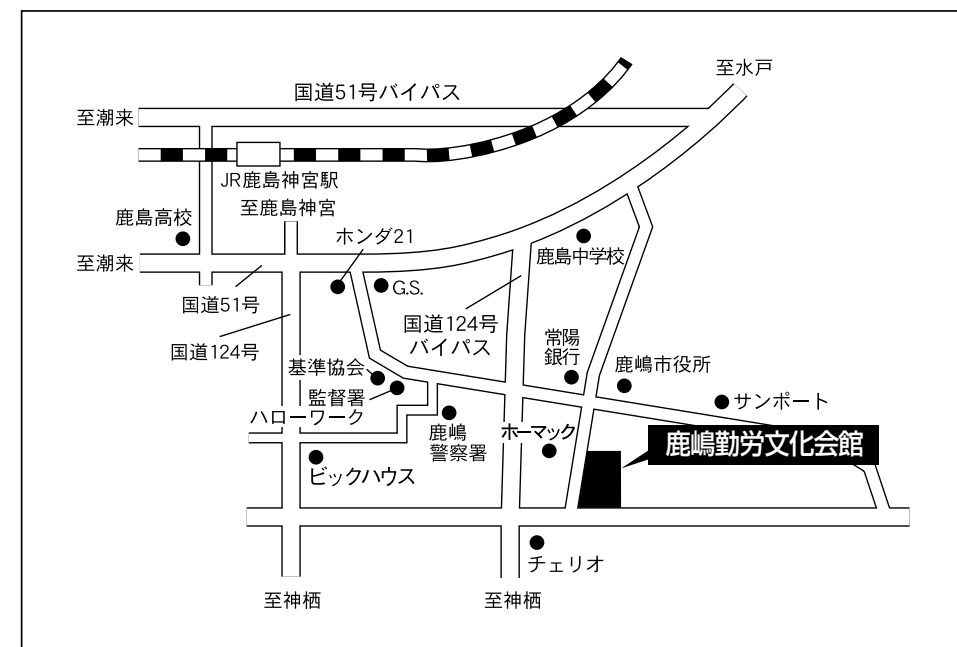 至水戸
国道51号バイパス
至潮来
JR鹿島神宮駅
至鹿島神宮
鹿島高校
ホンダ21
鹿島中学校
至潮来
G.S.
国道51号
国道124号
バイパス
常陽
銀行
国道124号
基準協会
鹿嶋市役所
監督署
サンポート
ハローワーク
鹿嶋
警察署
ホーマック
鹿嶋勤労文化会館
ビックハウス
チェリオ
至神栖
至神栖